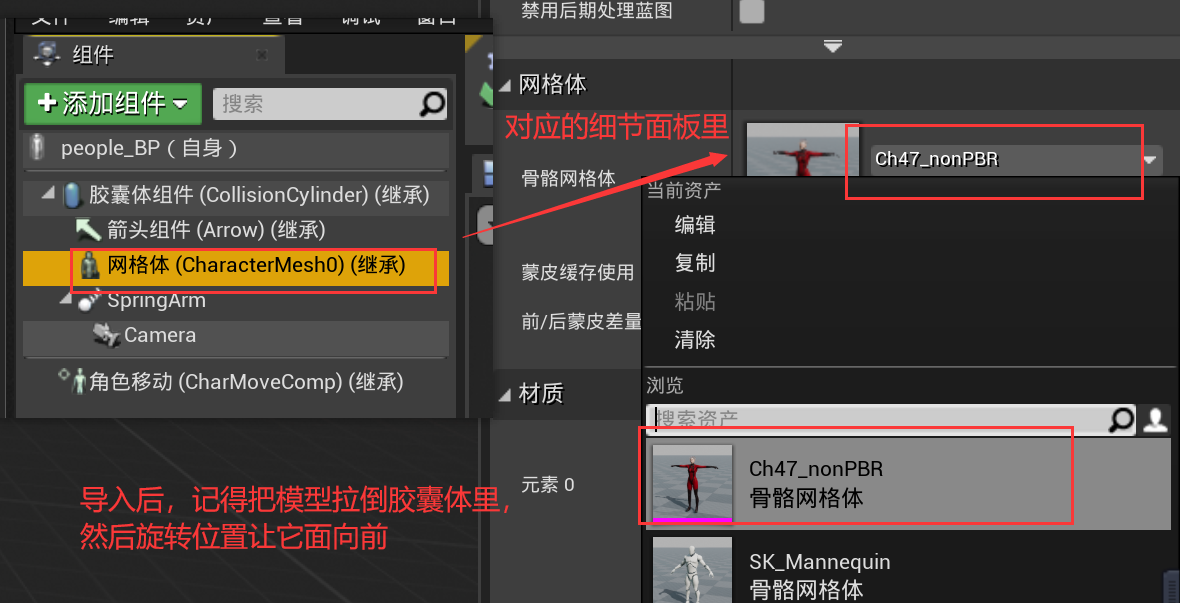 文件 编辑 资产 查看 调试 窗口
组件
添加组件
搜索
people_BP（自身）
胶囊体组件 (CollisionCylinder) (继承)
箭头组件 (Arrow) (继承)
网格体 (CharacterMesh0) (继承)
SpringArm
Camera
角色移动 (CharMoveComp) (继承)
导入后，记得把模型拉倒胶囊体里，
然后旋转位置让它面向前
禁用后期处理蓝图
网格体
对应的细节面板里
骨骼网格体
Ch47_nonPBR
蒙皮缓存使用
前/后蒙皮差量
材质
元素 0
当前资产
编辑
复制
粘贴
清除
浏览
搜索资产
Ch47_nonPBR
骨骼网格体
SK_Mannequin
骨骼网格体